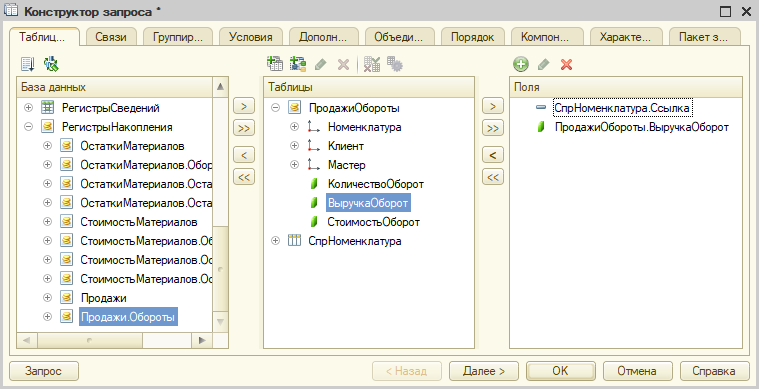 Конструктор запроса *
Таблиц...
Связи
Группир...
Условия
Дополн...
Объеди...
Порядок
Компон...
Характе...
Пакет з...
База данных
РегистрыСведений
РегистрыНакопления
ОстаткиМатериалов
ОстаткиМатериалов.Обор
ОстаткиМатериалов.Оста
ОстаткиМатериалов.Оста
СтоимостьМатериалов
СтоимостьМатериалов.Об
СтоимостьМатериалов.Ос
СтоимостьМатериалов.Ос
Продажи
Продажи.Обороты
>
>>
<
<<
Таблицы
ПродажиОбороты
Номенклатура
Клиент
Мастер
КоличествоОборот
ВыручкаОборот
СтоимостьОборот
СпрНоменклатура
>
>>
<
<<
Поля
СпрНоменклатура.Ссылка
ПродажиОбороты.ВыручкаОборот
Запрос
< Назад
Далее >
OK
Отмена
Справка